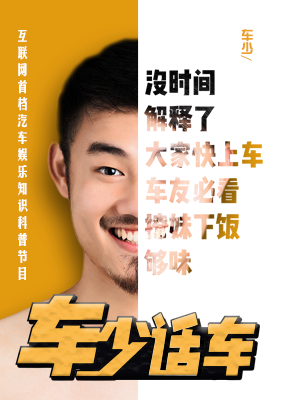 互联网首档汽车娱乐知识科普节目
车少/
没时间
解释了
大家快上车
车友必看
特妹下饭
够味
车少话车